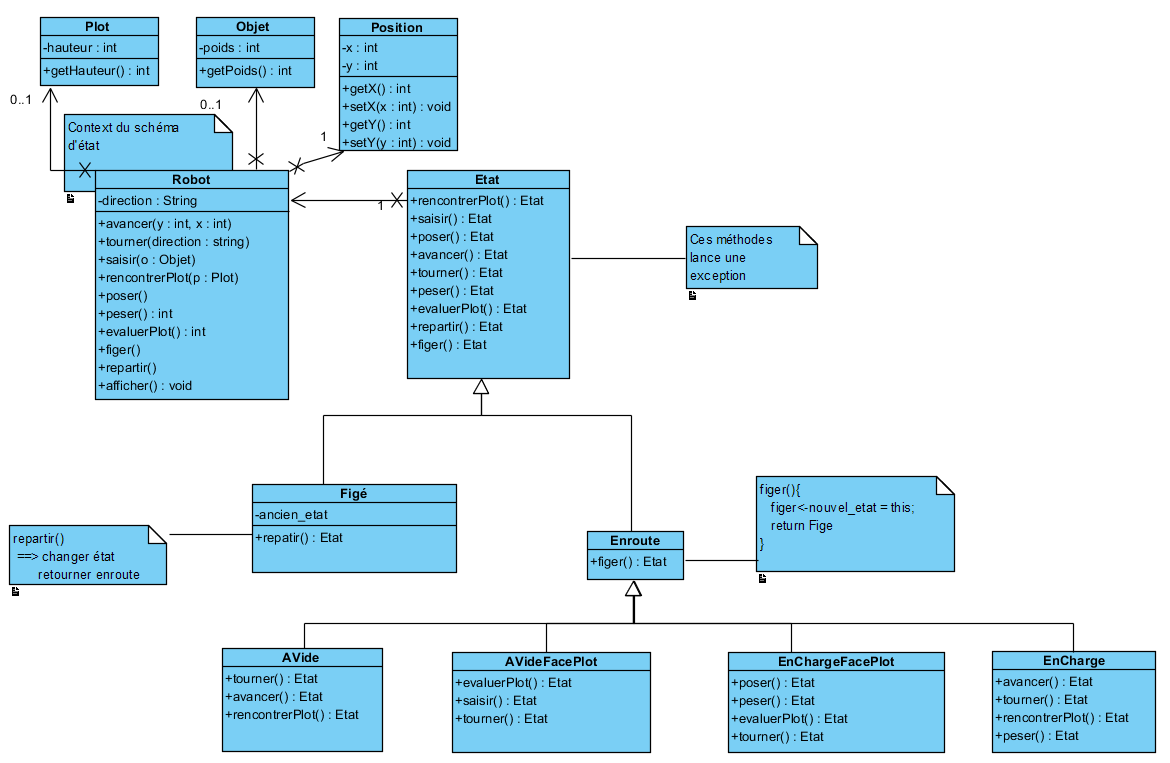 Plot
-hauteur : int
+getHauteur() : int
Objet
-poids : int
+getPoids() : int
Position
-x : int
-y : int
+getX() : int
+setX(x : int) : void
+getY() : int
+setY(y : int) : void
0..1
0..1
1
Context du schéma
d'état
Robot
-direction : String
+avancer(y : int, x : int)
+tourner(direction : string)
+saisir(o : Objet)
+rencontrerPlot(p : Plot)
+poser()
+peser() : int
+evaluerPlot() : int
+figer()
+repartir()
+afficher() : void
1
Etat
+rencontrerPlot() : Etat
+saisir() : Etat
+poser() : Etat
+avancer() : Etat
+tourner() : Etat
+peser() : Etat
+evaluerPlot() : Etat
+repartir() : Etat
+figer() : Etat
Ces méthodes
lance une
exception
Figé
-ancien_etat
+repatir() : Etat
repartir()
==> changer état
retourner enroute
Enroute
+figer() : Etat
figer(){
figer<-nouvel_etat = this;
return Fige
}
AVide
+tourner() : Etat
+avancer() : Etat
+rencontrerPlot() : Etat
AVideFacePlot
+evaluerPlot() : Etat
+saisir() : Etat
+tourner() : Etat
EnChargeFacePlot
+poser() : Etat
+peser() : Etat
+evaluerPlot() : Etat
+tourner() : Etat
EnCharge
+avancer() : Etat
+tourner() : Etat
+rencontrerPlot() : Etat
+peser() : Etat